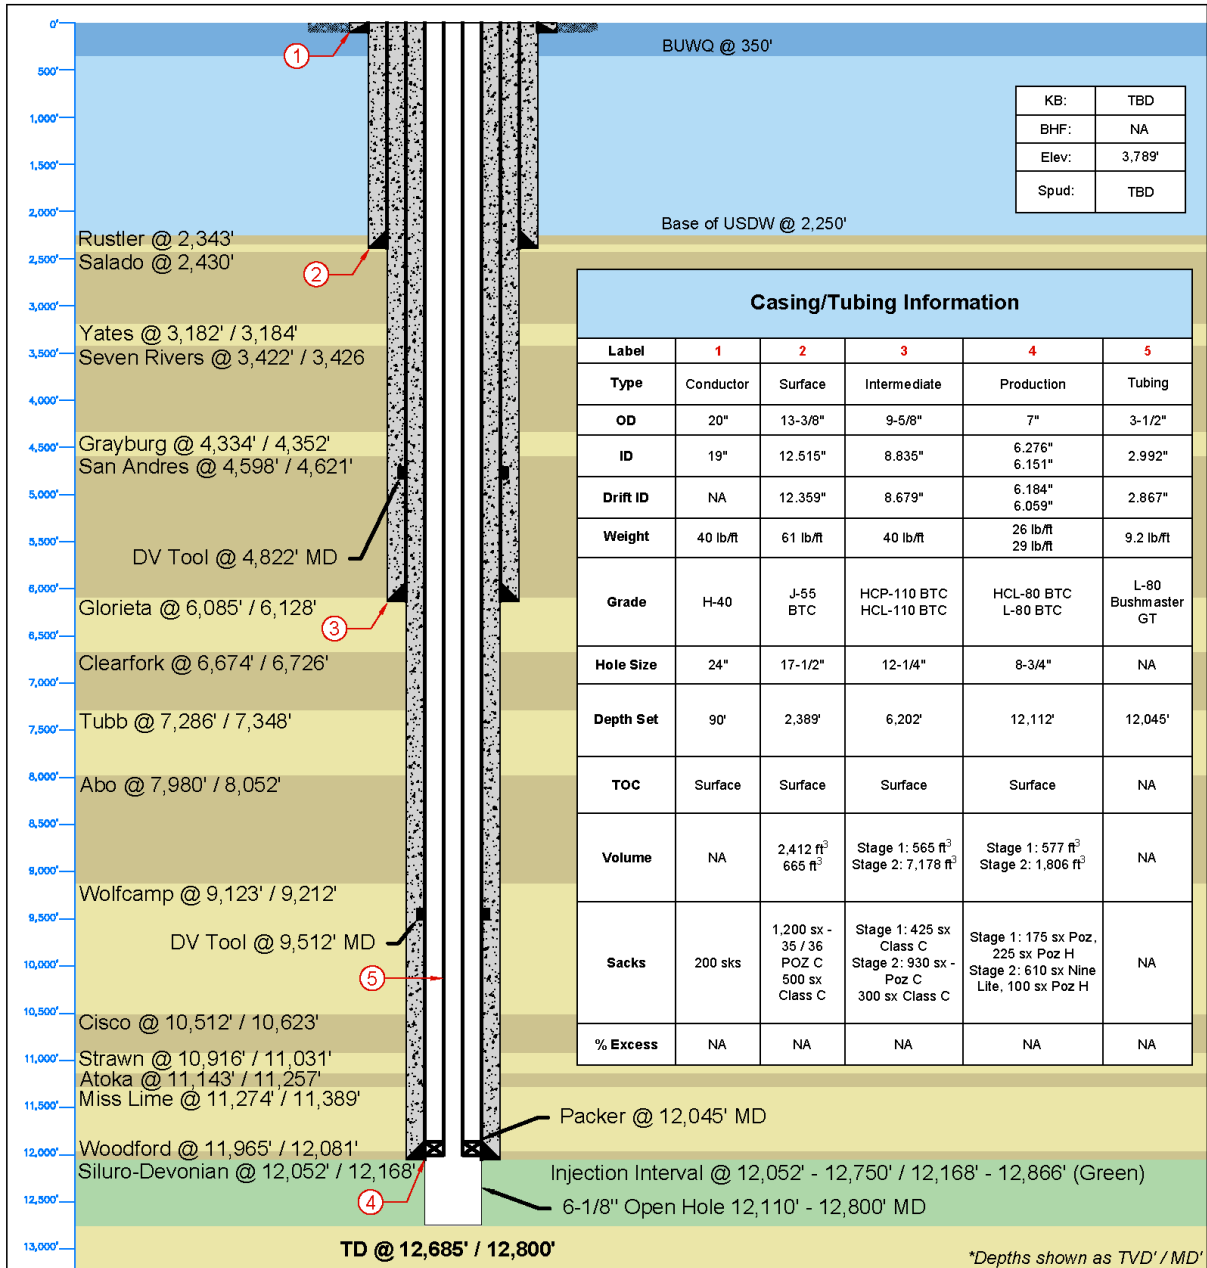 0'
BUWQ @ 350'
1
500'
KB: TBD
BHF: NA
Elev: 3,789'
Spud: TBD
1,000'
1,500'
2,000'
Base of USDW @ 2,250'
Rustler @ 2,343'
Salado @ 2,430'
2,500'
2
3,000'
Yates @ 3,182' / 3,184'
Seven Rivers @ 3,422' / 3,426
3,500'
4,000'
Grayburg @ 4,334' / 4,352'
4,500'
San Andres @ 4,598' / 4,621'
5,000'
DV Tool @ 4,822' MD
5,500'
6,000'
Glorieta @ 6,085' / 6,128'
3
6,500'
Clearfork @ 6,674' / 6,726'
7,000'
Tubb @ 7,286' / 7,348'
7,500'
8,000'
Abo @ 7,980' / 8,052'
8,500'
9,000'
Wolfcamp @ 9,123' / 9,212'
9,500'
DV Tool @ 9,512' MD
10,000'
5
10,500'
Cisco @ 10,512' / 10,623'
11,000'
Strawn @ 10,916' / 11,031'
Atoka @ 11,143' / 11,257'
Miss Lime @ 11,274' / 11,389'
11,500'
Packer @ 12,045' MD
Woodford @ 11,965' / 12,081'
12,000'
Siluro-Devonian @ 12,052' / 12,168'
Injection Interval @ 12,052' - 12,750' / 12,168' - 12,866' (Green)
4
12,500'
6-1/8" Open Hole 12,110' - 12,800' MD
13,000'
TD @ 12,685' / 12,800'
*Depths shown as TVD' / MD'
Casing/Tubing Information
Label 1 2 3 4 5
Type Conductor Surface Intermediate Production Tubing
OD 20" 13-3/8" 9-5/8" 7" 3-1/2"
ID 19" 12.515" 8.835" 6.276" 6.151" 2.992"
Drift ID NA 12.359" 8.679" 6.184" 6.059" 2.867"
Weight 40 lb/ft 61 lb/ft 40 lb/ft 26 lb/ft 29 lb/ft 9.2 lb/ft
Grade H-40 J-55 BTC HCP-110 BTC HCL-110 BTC HCL-80 BTC L-80 BTC L-80 Bushmaster GT
Hole Size 24" 17-1/2" 12-1/4" 8-3/4" NA
Depth Set 90' 2,389' 6,202' 12,112' 12,045'
TOC Surface Surface Surface Surface NA
Volume NA 2,412 ft³ 665 ft³ Stage 1: 565 ft³ Stage 2: 7,178 ft³ Stage 1: 577 ft³ Stage 2: 1,806 ft³ NA
Sacks 200 sks 1,200 sx - 35 / 36 POZ C 500 sx Class C Stage 1: 425 sx Class C Stage 2: 930 sx - Poz C 300 sx Class C Stage 1: 175 sx Poz, 225 sx Poz H Stage 2: 610 sx Nine Lite, 100 sx Poz H NA
% Excess NA NA NA NA NA